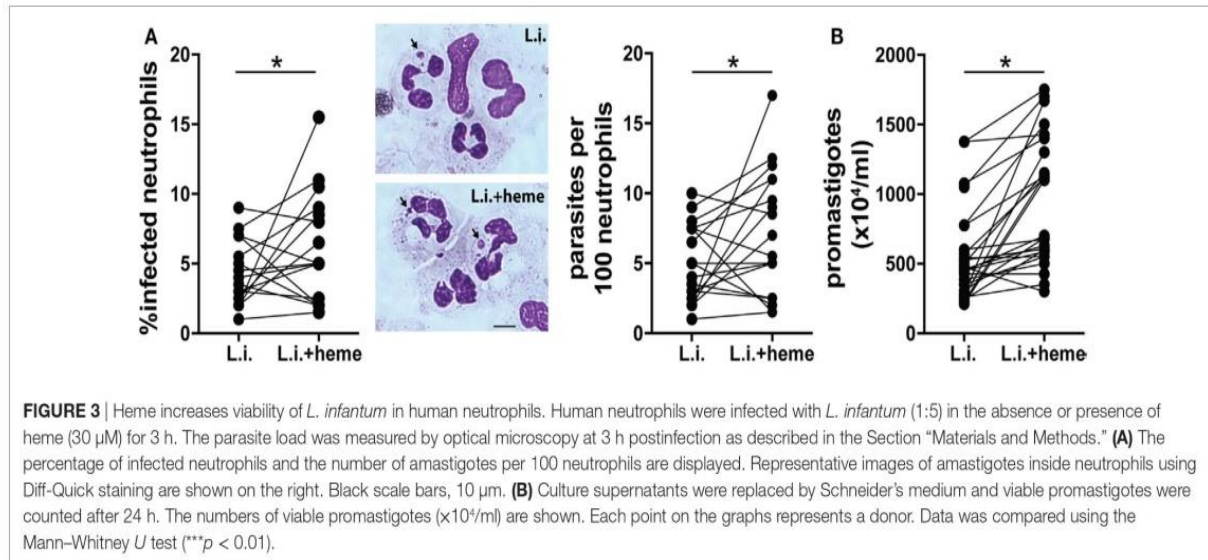 A
%infected neutrophils
20
15
10
5
0
*
L.i.
L.i.+heme
L.i.
L.i.+heme
parasites per
100 neutrophils
20
15
10
5
0
*
L.i.
L.i.+heme
B
promastigotes
(x10⁴/ml)
2000
1500
1000
500
0
*
L.i.
L.i.+heme
FIGURE 3 | Heme increases viability of L. infantum in human neutrophils. Human neutrophils were infected with L. infantum (1:5) in the absence or presence of
heme (30 μM) for 3 h. The parasite load was measured by optical microscopy at 3 h postinfection as described in the Section “Materials and Methods.” (A) The
percentage of infected neutrophils and the number of amastigotes per 100 neutrophils are displayed. Representative images of amastigotes inside neutrophils using
Diff-Quick staining are shown on the right. Black scale bars, 10 μm. (B) Culture supernatants were replaced by Schneider’s medium and viable promastigotes were
counted after 24 h. The numbers of viable promastigotes (×10⁴/ml) are shown. Each point on the graphs represents a donor. Data was compared using the
Mann–Whitney U test (***p < 0.01).